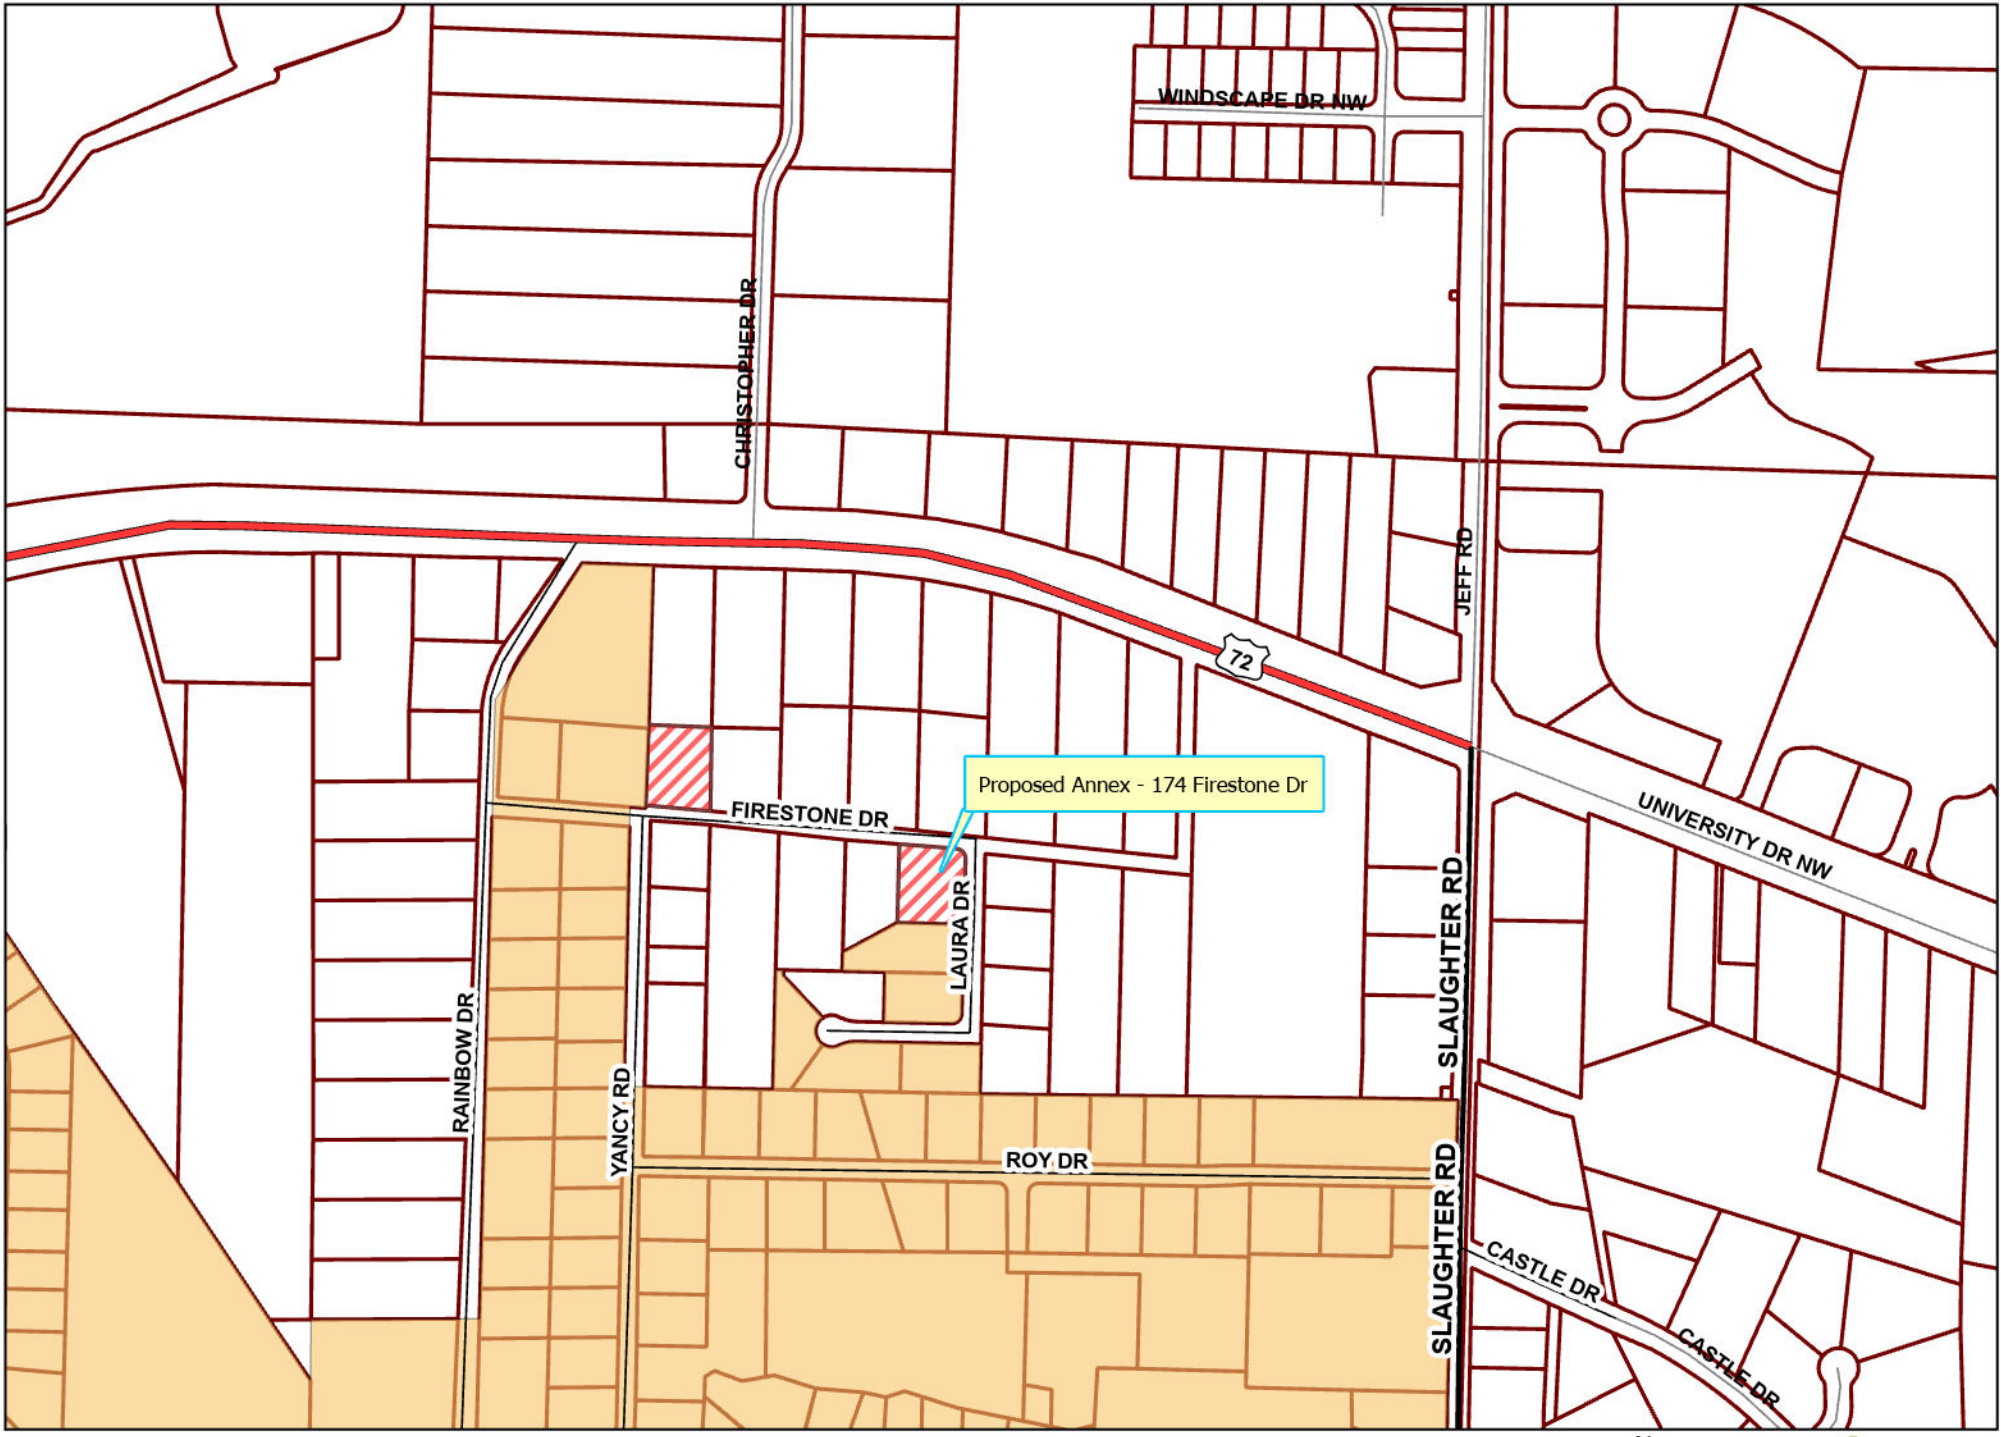 WINDSCAPE DR NW
CHRISTOPHER DR
JEFF RD
72
Proposed Annex - 174 Firestone Dr
FIRESTONE DR
UNIVERSITY DR NW
LAURA DR
SLAUGHTER RD
RAINBOW DR
YANCY RD
ROY DR
SLAUGHTER RD
CASTLE DR
CASTLE DR